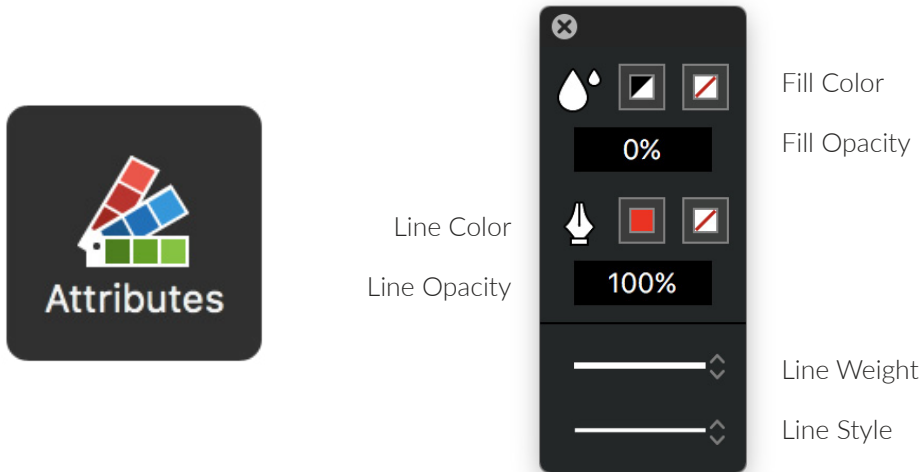 Fill Color
0%
Fill Opacity
Line Color
Attributes
Line Opacity
100%
Line Weight
Line Style